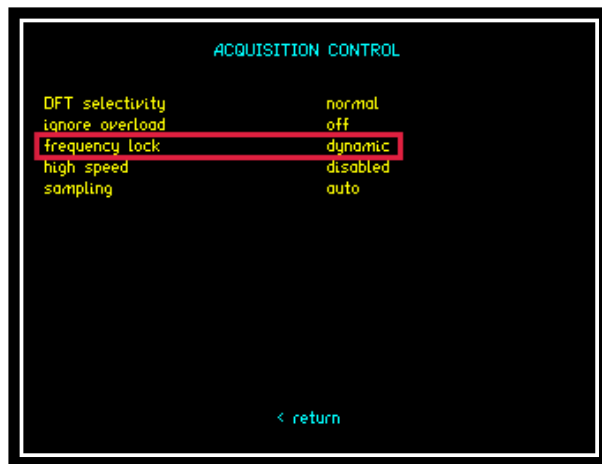 ACQUISITION CONTROL
DFT selectivity normal
ignore overload off
frequency lock dynamic
high speed disabled
sampling auto
< return